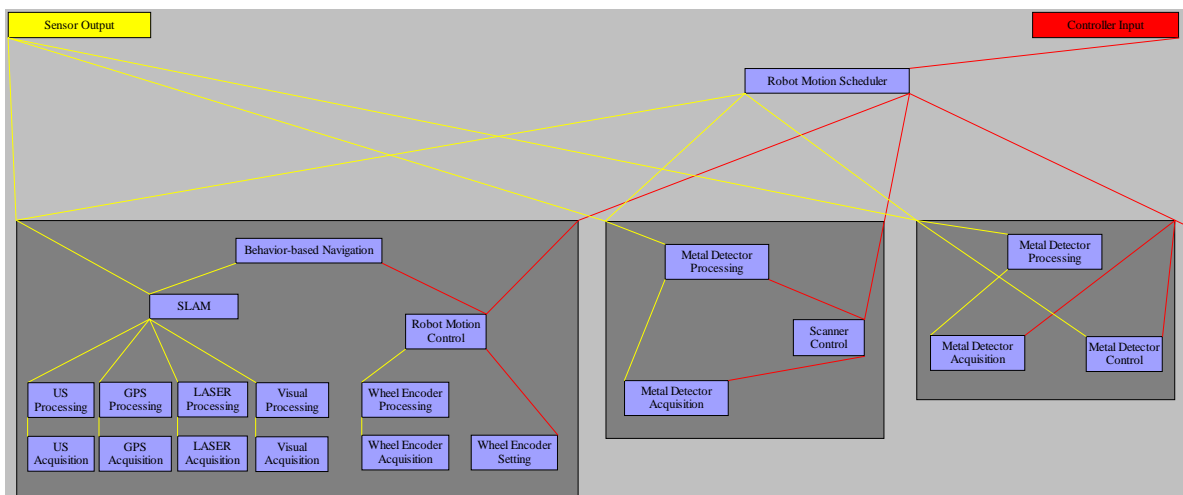 Sensor Output
Controller Input
Robot Motion Scheduler
Behavior-based Navigation
SLAM
Robot Motion
Control
US
Processing
GPS
Processing
LASER
Processing
Visual
Processing
Wheel Encoder
Processing
US
Acquisition
GPS
Acquisition
LASER
Acquisition
Visual
Acquisition
Wheel Encoder
Acquisition
Wheel Encoder
Setting
Metal Detector
Processing
Scanner
Control
Metal Detector
Acquisition
Metal Detector
Processing
Metal Detector
Acquisition
Metal Detector
Control